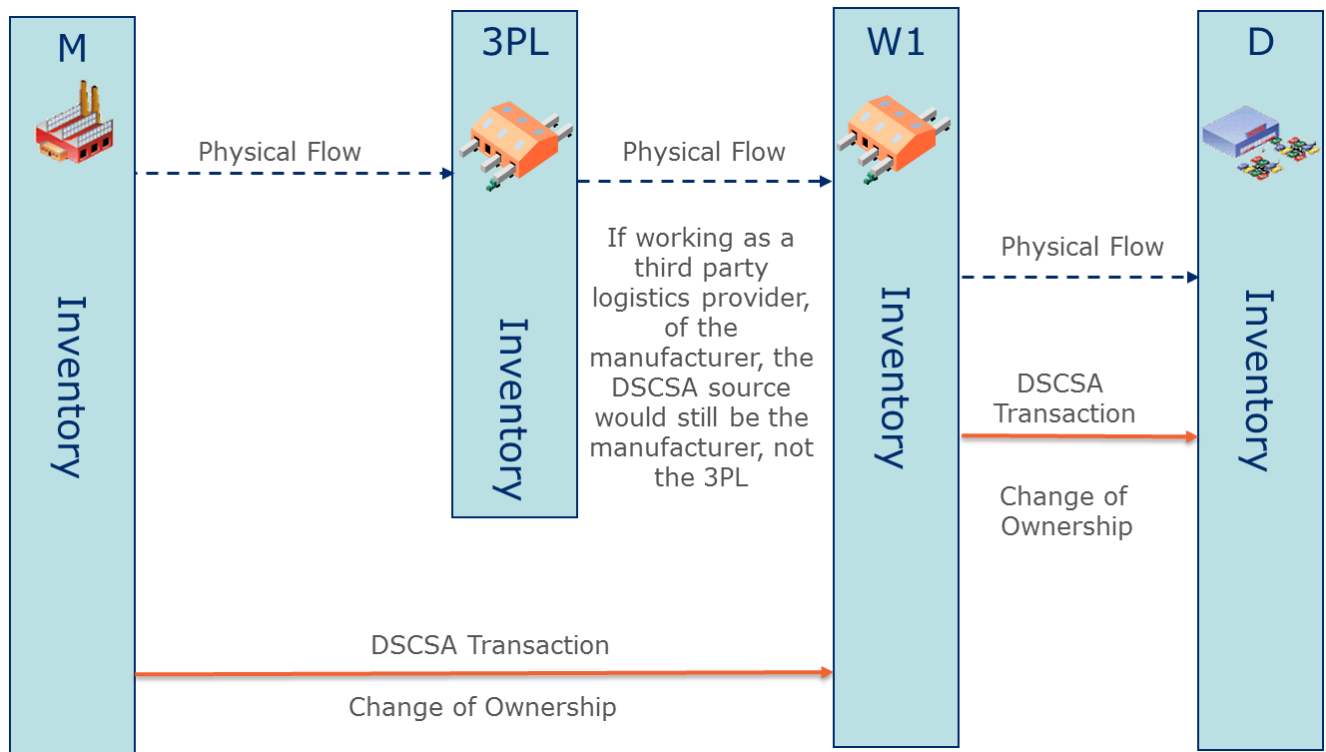 M
3PL
W1
D
Physical Flow
Physical Flow
If working as a
third party
logistics provider,
of the
manufacturer, the
DSCSA source
would still be the
manufacturer, not
the 3PL
Physical Flow
Inventory
Inventory
Inventory
Inventory
DSCSA
Transaction
Change of
Ownership
DSCSA Transaction
Change of Ownership